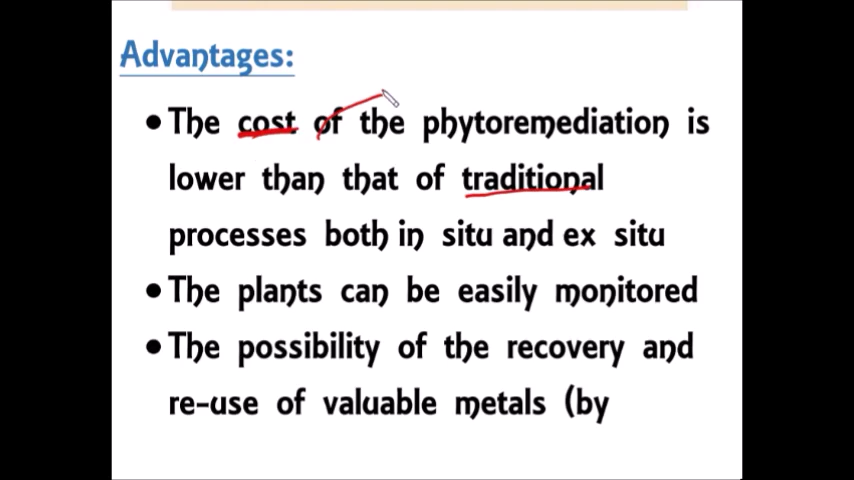 Advantages:
• The cost of the phytoremediation is
lower than that of traditional
processes both in situ and ex situ
• The plants can be easily monitored
• The possibility of the recovery and
re-use of valuable metals (by